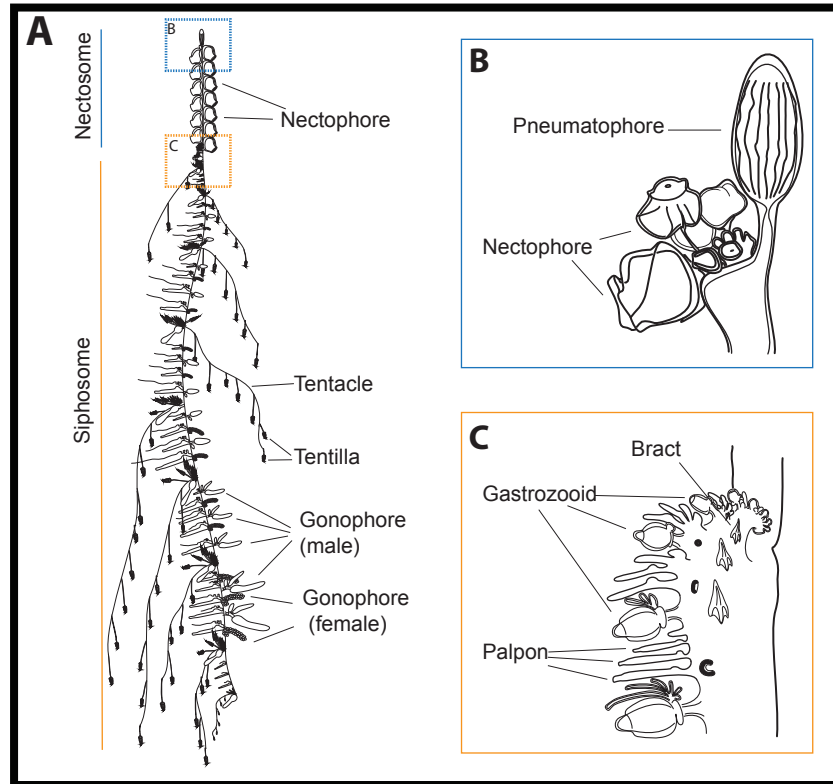 A
B
Nectosome
Nectophore
C
Siphosome
Tentacle
Tentilla
Gonophore
(male)
Gonophore
(female)
B
Pneumatophore
Nectophore
C
Bract
Gastrozooid
Palpon